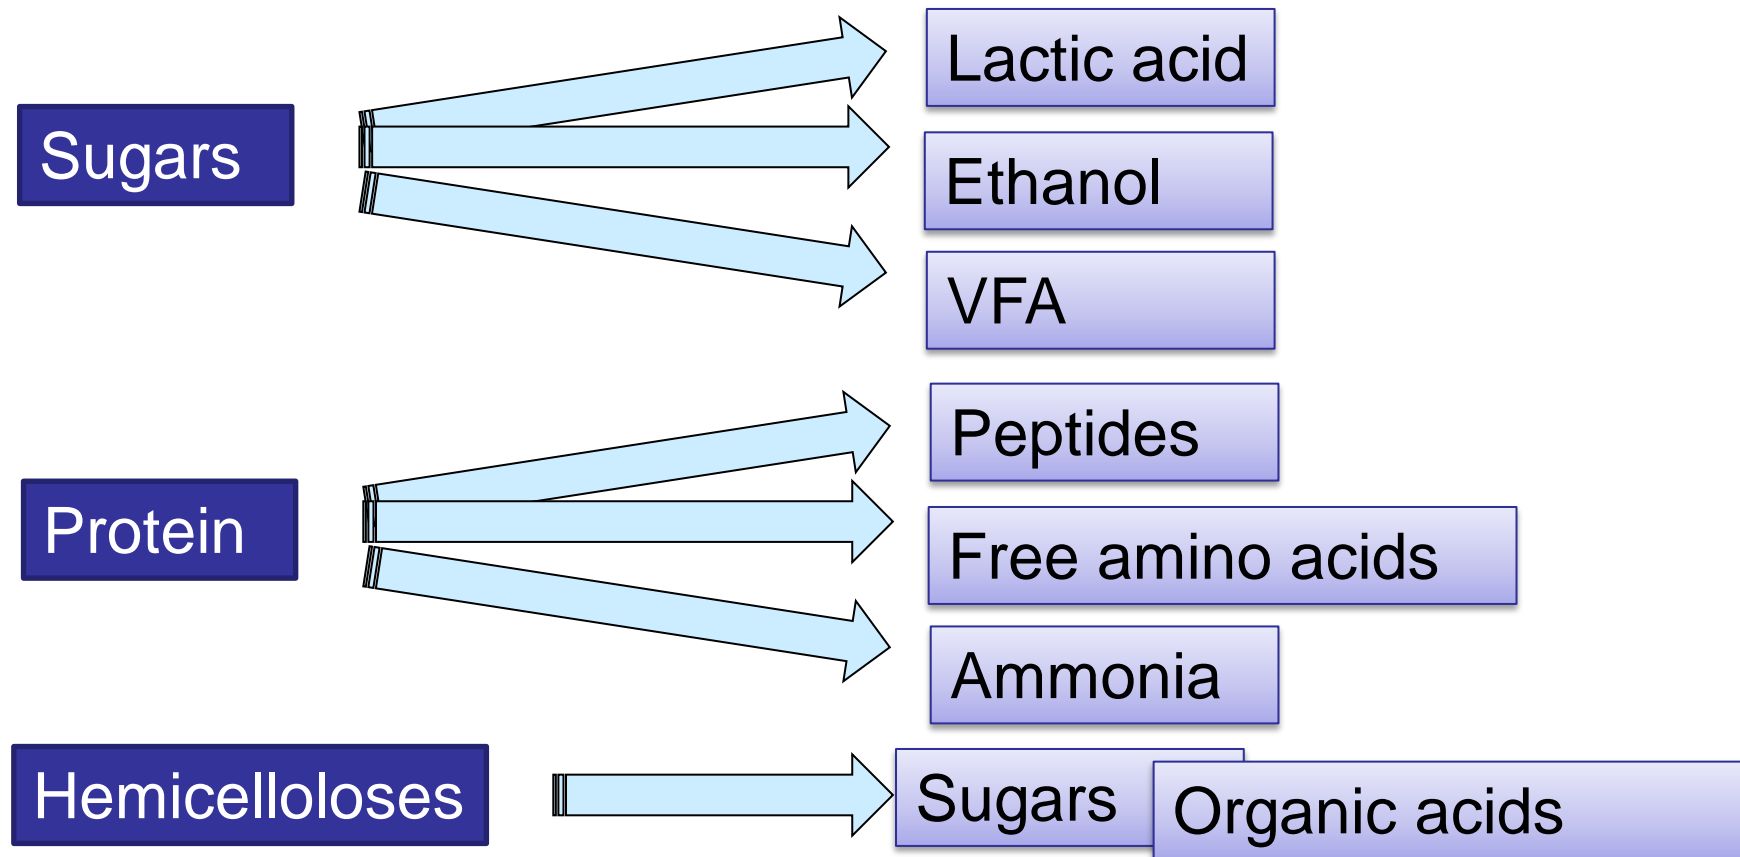 Sugars
Lactic acid
Ethanol
VFA
Protein
Peptides
Free amino acids
Ammonia
Hemicelloloses
Sugars
Organic acids